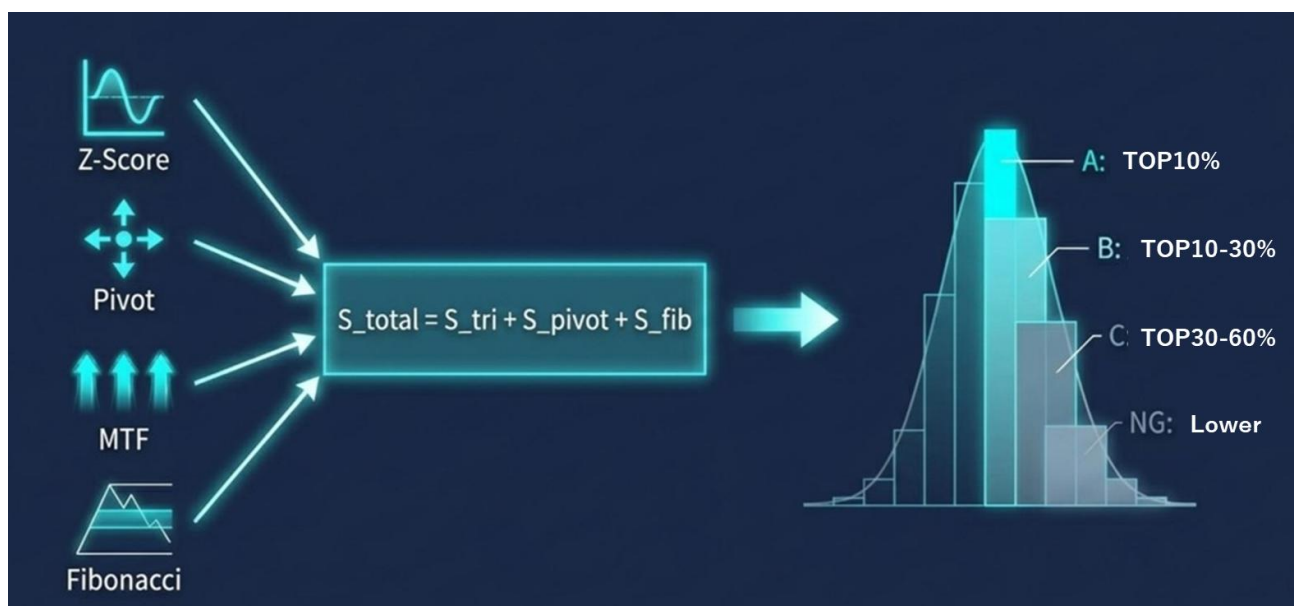 Z-Score
Pivot
MTF
Fibonacci
S_total = S_tri + S_pivot + S_fib
A: TOP10%
B: TOP10-30%
C: TOP30-60%
NG: Lower